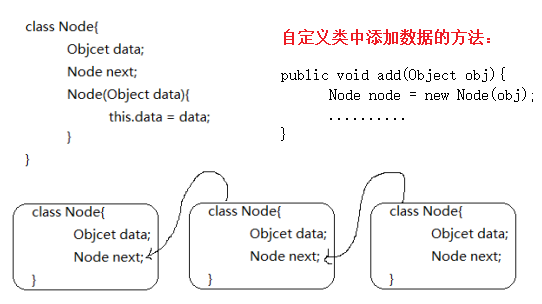 class Node{
Objcet data;
Node next;
Node(Object data){
this.data = data;
}
}
自定义类中添加数据的方法：
public void add(Object obj){
Node node = new Node(obj);
..........
}
class Node{
Objcet data;
Node next;
}
class Node{
Objcet data;
Node next;
}
class Node{
Objcet data;
Node next;
}